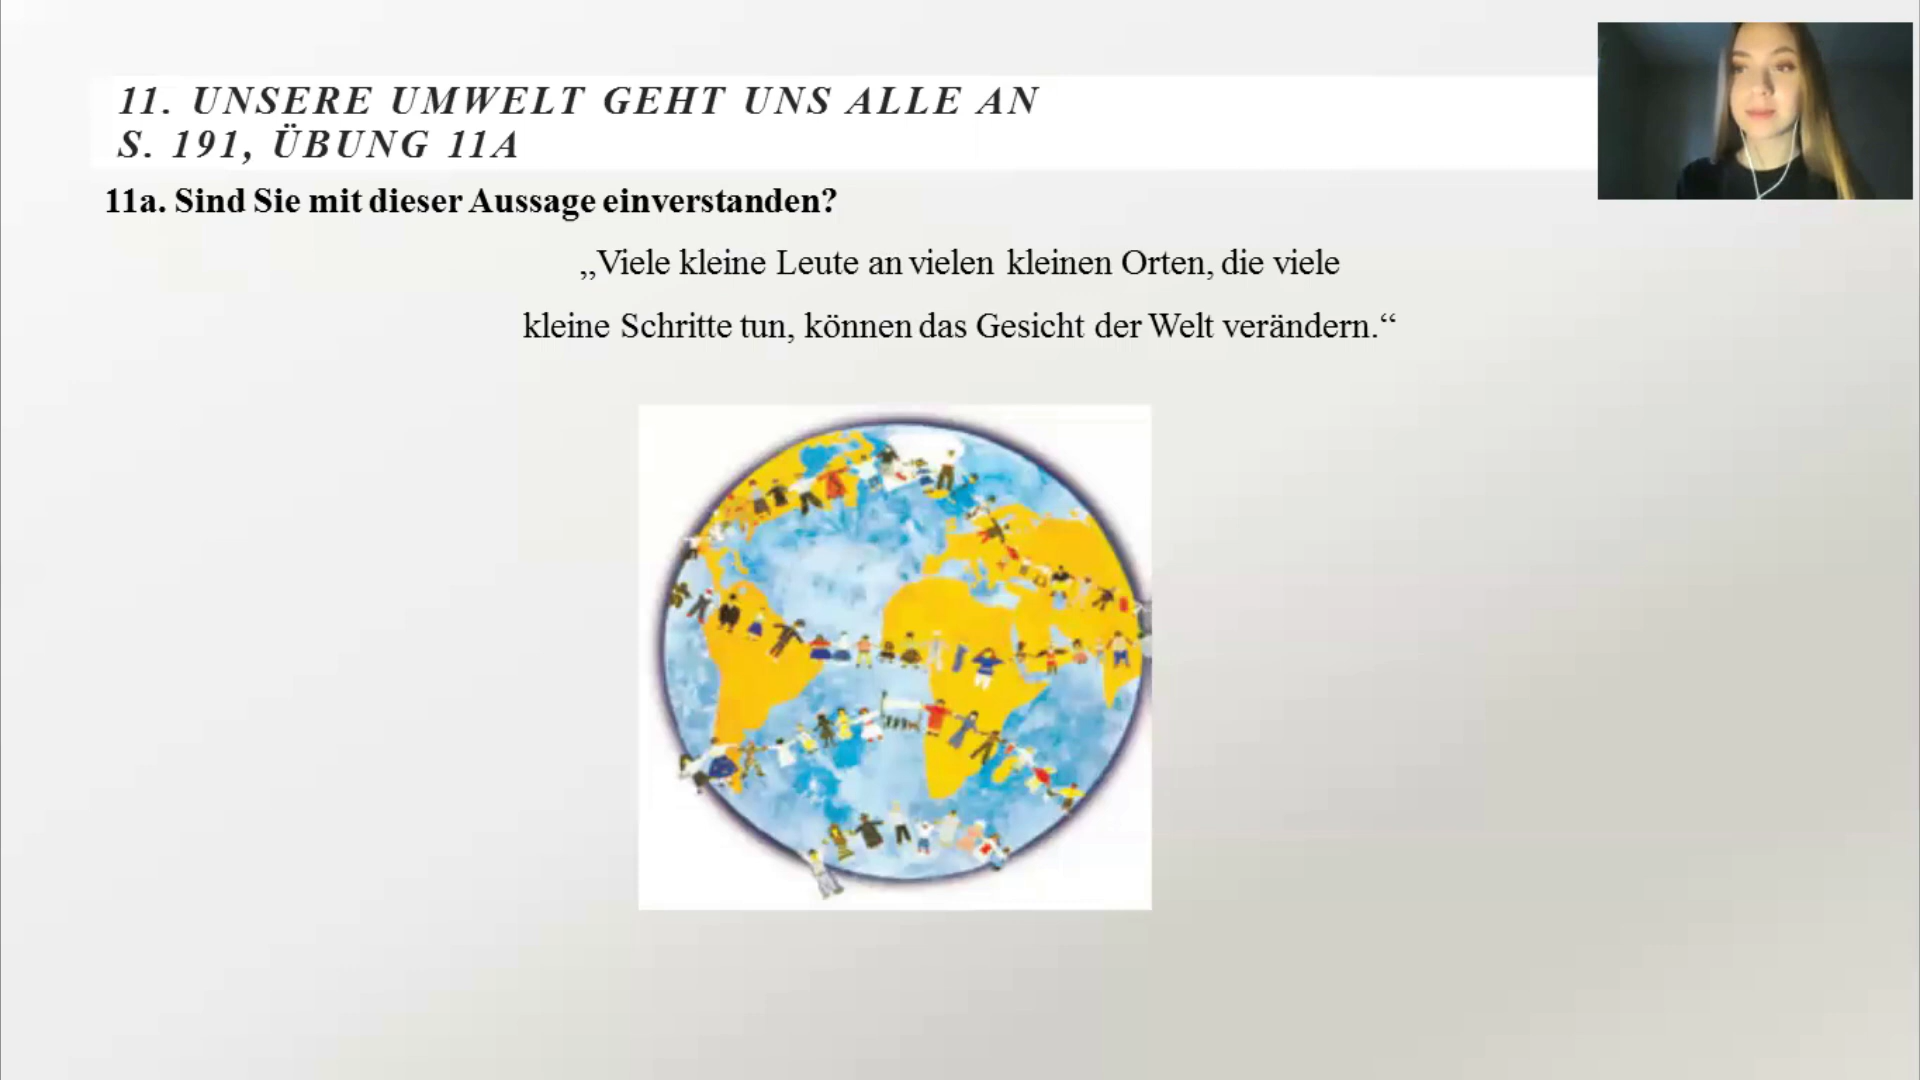 11. UNSERE UMWELT GEHT UNS ALLE AN
S. 191, ÜBUNG 11A
11a. Sind Sie mit dieser Aussage einverstanden?
„Viele kleine Leute an vielen kleinen Orten, die viele
kleine Schritte tun, können das Gesicht der Welt verändern.“